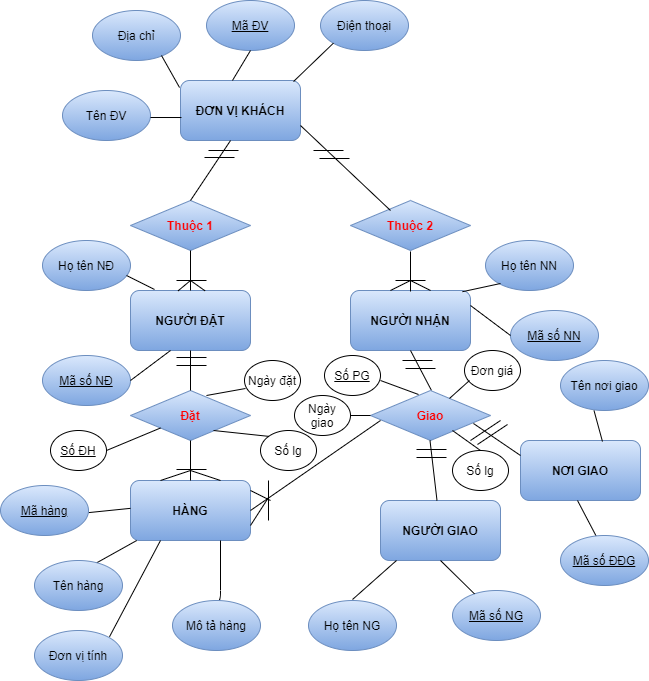 Mã ĐV
Điện thoại
Địa chỉ
Tên ĐV
ĐƠN VỊ KHÁCH
Thuộc 1
Thuộc 2
Họ tên NĐ
Họ tên NN
NGƯỜI ĐẶT
NGƯỜI NHẬN
Mã số NN
Mã số NĐ
Ngày đặt
Số PG
Đơn giá
Tên nơi giao
Đặt
Ngày
giao
Giao
Số ĐH
Số lg
Số lg
NƠI GIAO
Mã hàng
HÀNG
NGƯỜI GIAO
Mã số ĐĐG
Tên hàng
Mô tả hàng
Họ tên NG
Mã số NG
Đơn vị tính